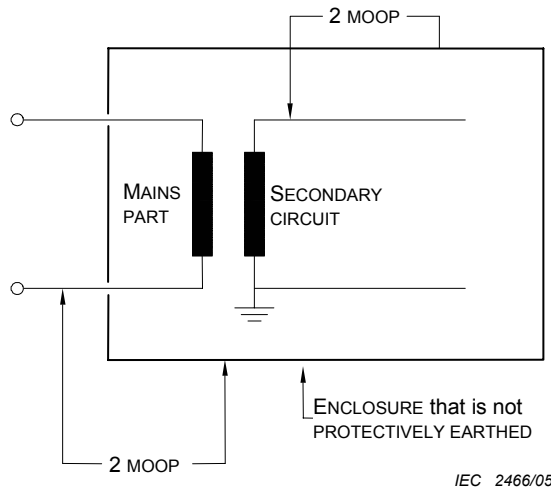 2 MOOP
MAINS
PART
SECONDARY
CIRCUIT
ENCLOSURE that is not
PROTECTIVELY EARTHED
2 MOOP
IEC 2466/05